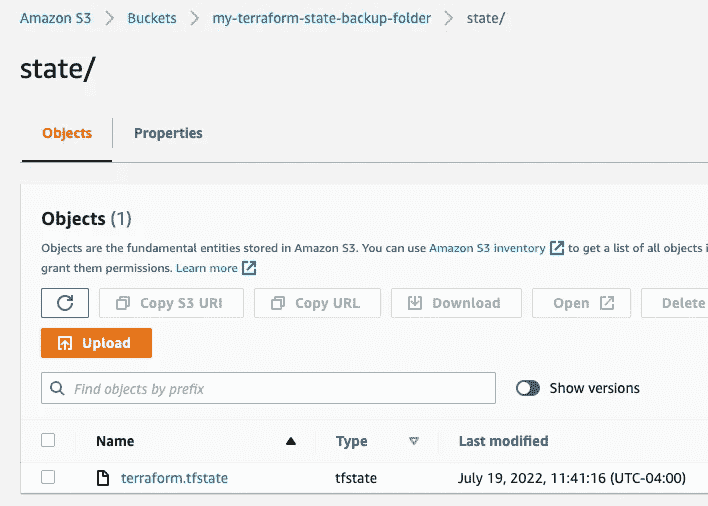 Amazon S3 > Buckets > my-terraform-state-backup-folder > state/
state/
Objects Properties
Objects (1)
Objects are the fundamental entities stored in Amazon S3. You can use Amazon S3 inventory to get a list of all objects i
grant them permissions. Learn more
Copy S3 URI Copy URL Download Open Delete
Upload
Find objects by prefix Show versions
Name Type Last modified
terraform.tfstate tfstate July 19, 2022, 11:41:16 (UTC-04:00)